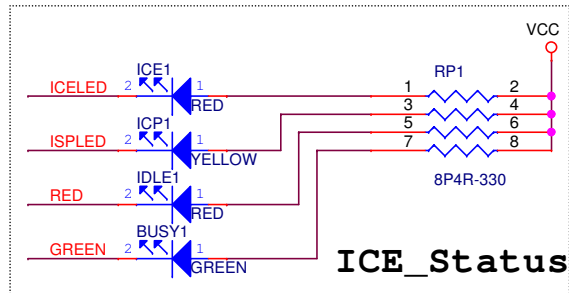 VCC
ICE1
RP1
ICELED 2 1 1 2
RED
3 4
ICP1
ISPLED 2 1 5 6
YELLOW
7 8
IDLE1
8P4R-330
RED 2 1
RED
BUSY1
GREEN 2 1
GREEN
ICE_Status